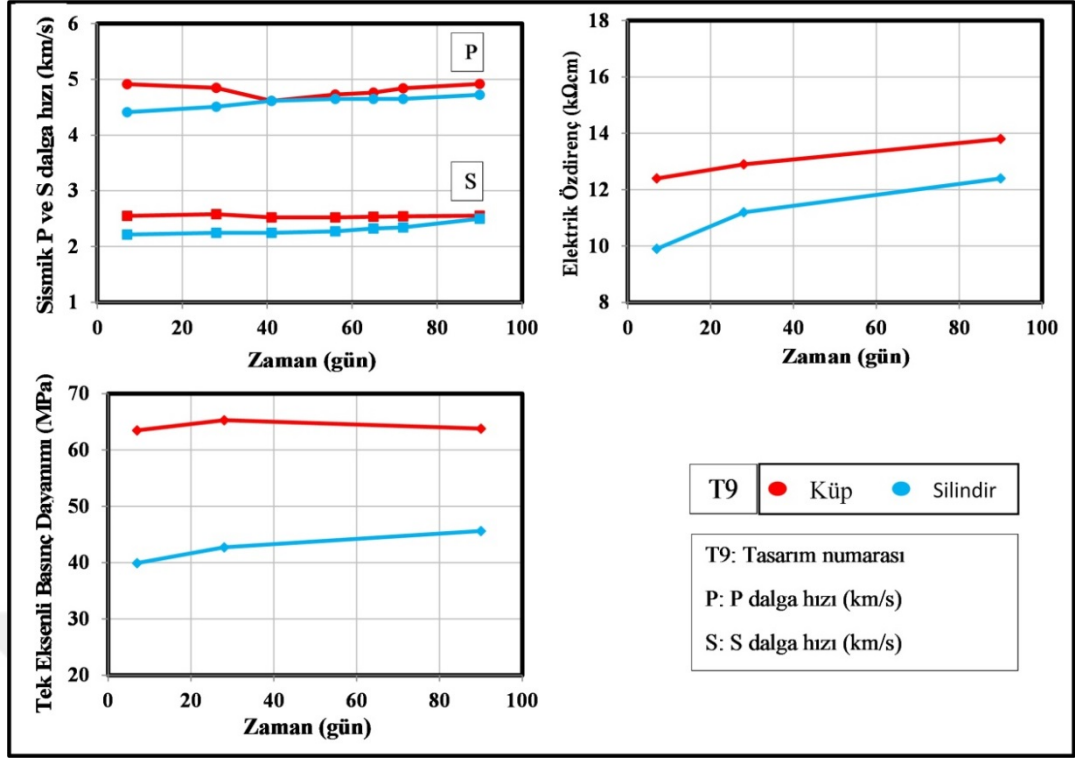 Sismik P ve S dalga hızı (km/s)
6
5
4
3
2
1
P
S
0 20 40 60 80 100
Zaman (gün)
Elektrik Özdirenç (kΩcm)
18
16
14
12
10
8
0 20 40 60 80 100
Zaman (gün)
Tek Eksenli Basınç Dayanımı (MPa)
70
60
50
40
30
20
0 20 40 60 80 100
Zaman (gün)
T9 Küp Silindir
T9: Tasarım numarası
P: P dalga hızı (km/s)
S: S dalga hızı (km/s)